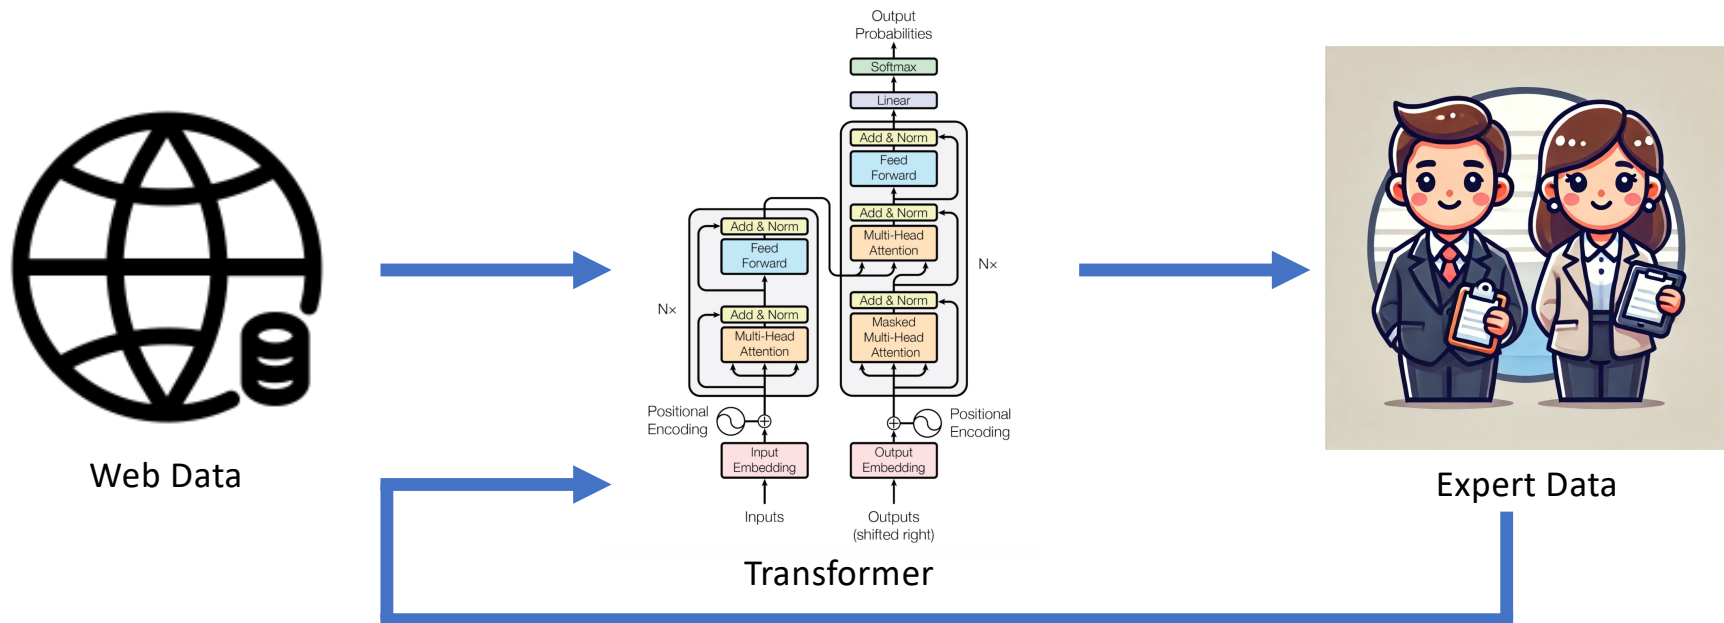 Output
Probabilities
Softmax
Linear
Add & Norm
Feed
Forward
Add & Norm
Multi-Head
Attention
Nx
Add & Norm
Masked
Multi-Head
Attention
Positional
Encoding
Output
Embedding
Outputs
(shifted right)
Add & Norm
Feed
Forward
Nx
Add & Norm
Multi-Head
Attention
Positional
Encoding
Input
Embedding
Inputs
Web Data
Transformer
Expert Data